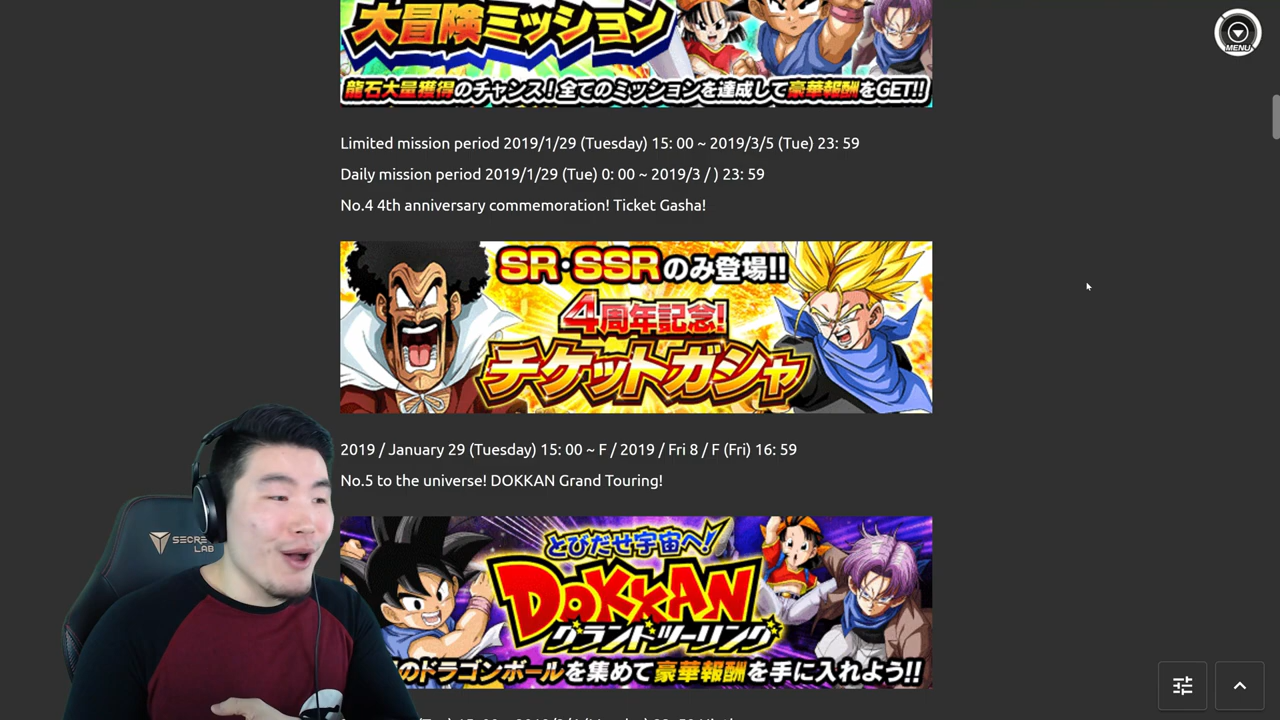 大冒険ミッション
MENU
龍石大量獲得のチャンス!全てのミッションを達成して豪華報酬をGET!!
Limited mission period 2019/1/29 (Tuesday) 15: 00 ~ 2019/3/5 (Tue) 23: 59
Daily mission period 2019/1/29 (Tue) 0: 00 ~ 2019/3 / ) 23: 59
No.4 4th anniversary commemoration! Ticket Gasha!
SR・SSRのみ登場!!
4周年記念!
チケットガシャ
2019 / January 29 (Tuesday) 15: 00 ~ F / 2019 / Fri 8 / F (Fri) 16: 59
No.5 to the universe! DOKKAN Grand Touring!
とびだせ宇宙へ!
DOKKAN
グランドツーリング
のドラゴンボールを集めて豪華報酬を手に入れよう!!
SECRE
LAB